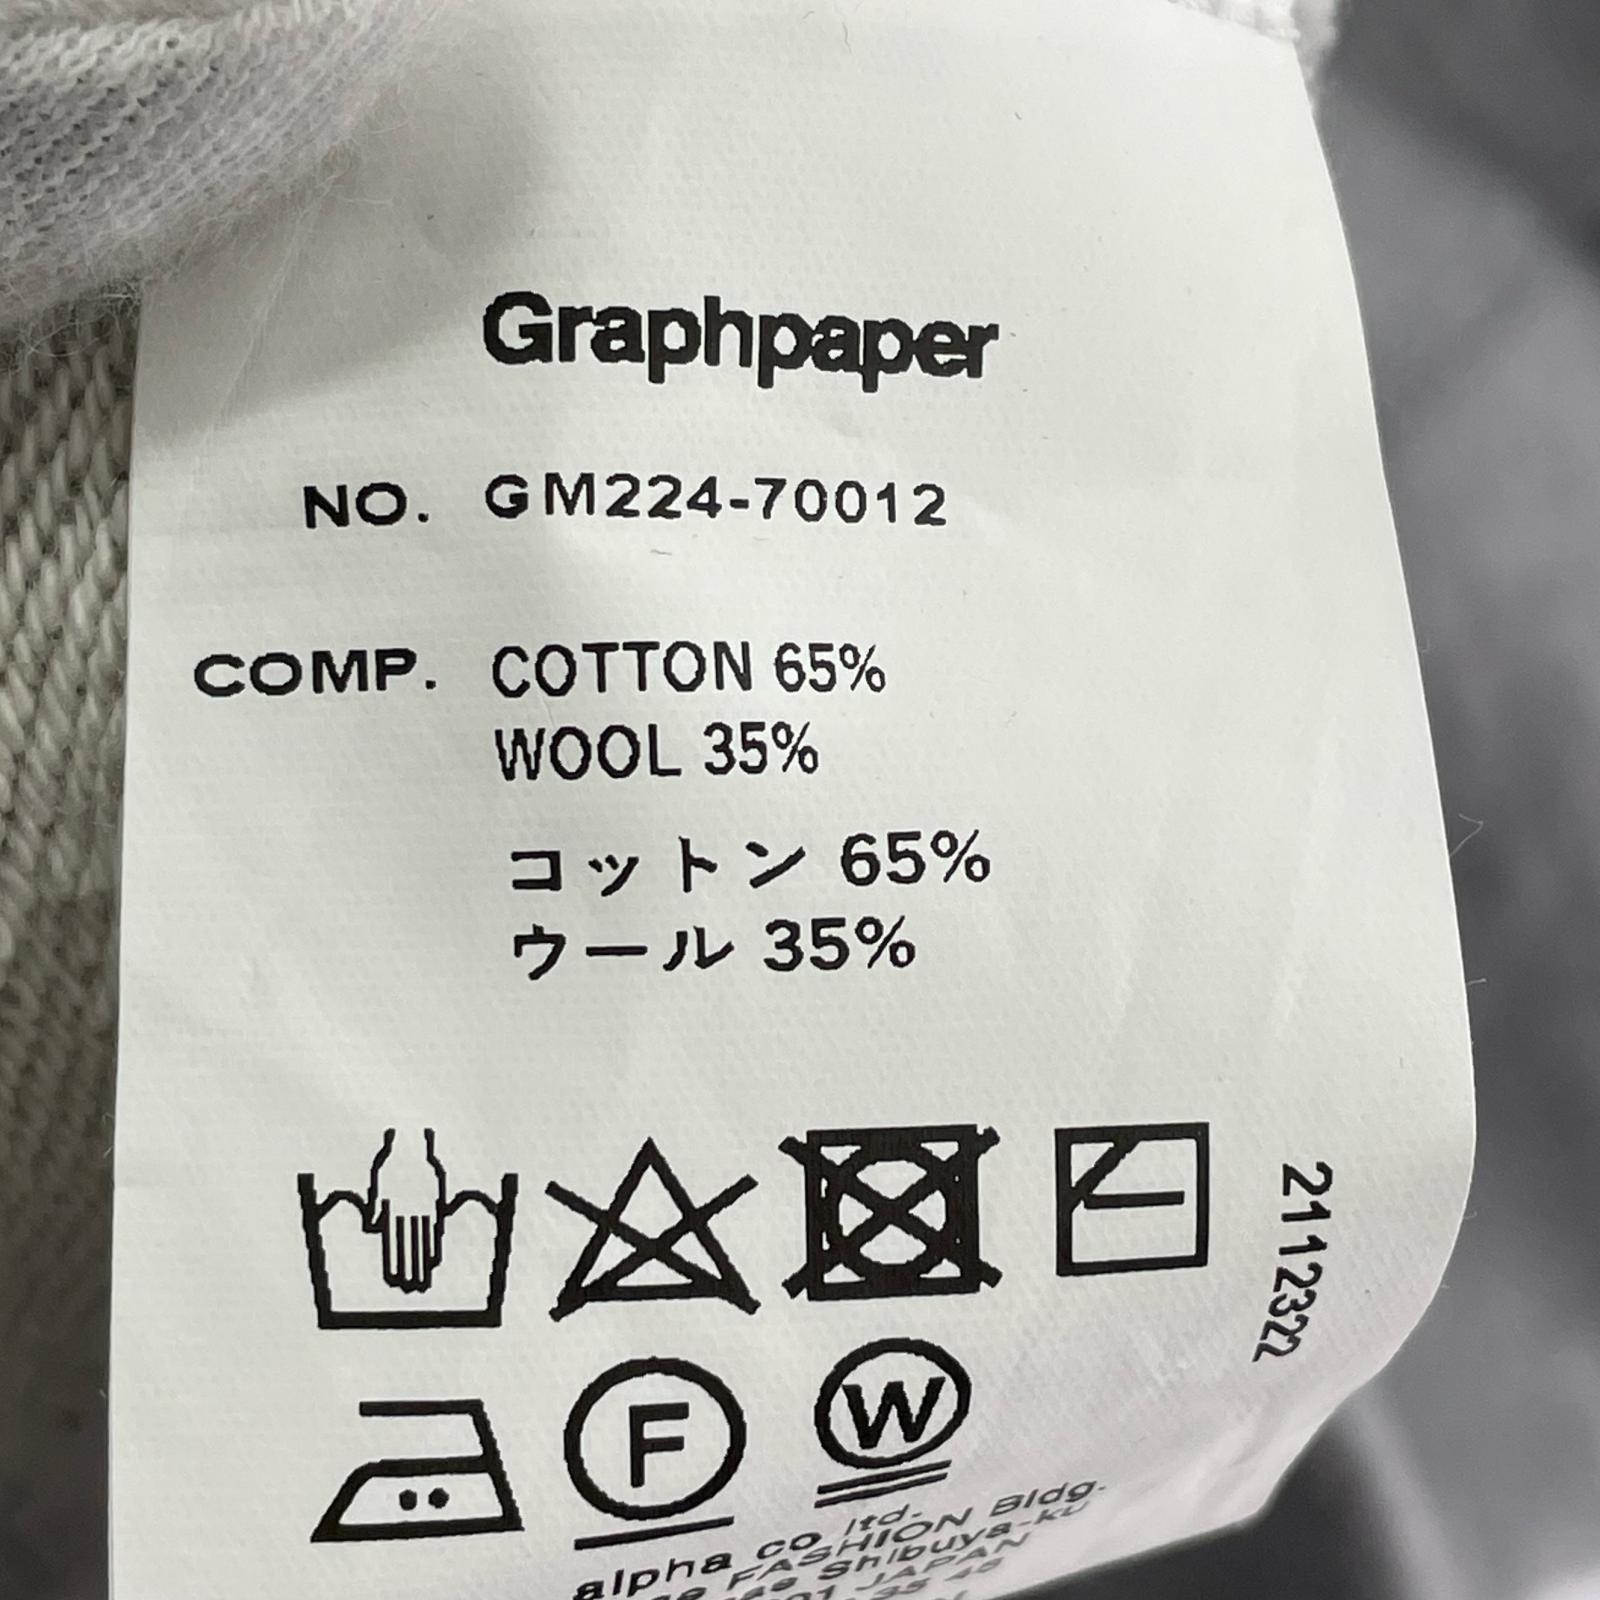 Graphpaper
NO. GM224-70012
COMP. COTTON 65%
WOOL 35%
コットン 65%
ウール 35%
2112322
F
W
alpha co ltd.
FASHION Bldg.
Shibuya-ku
JAPAN